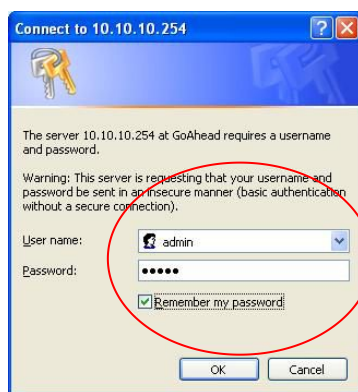 Connect to 10.10.10.254
The server 10.10.10.254 at GoAhead requires a username
and password.
Warning: This server is requesting that your username and
password be sent in an insecure manner (basic authentication
without a secure connection).
User name:
admin
Password:
•••••
Remember my password
OK
Cancel